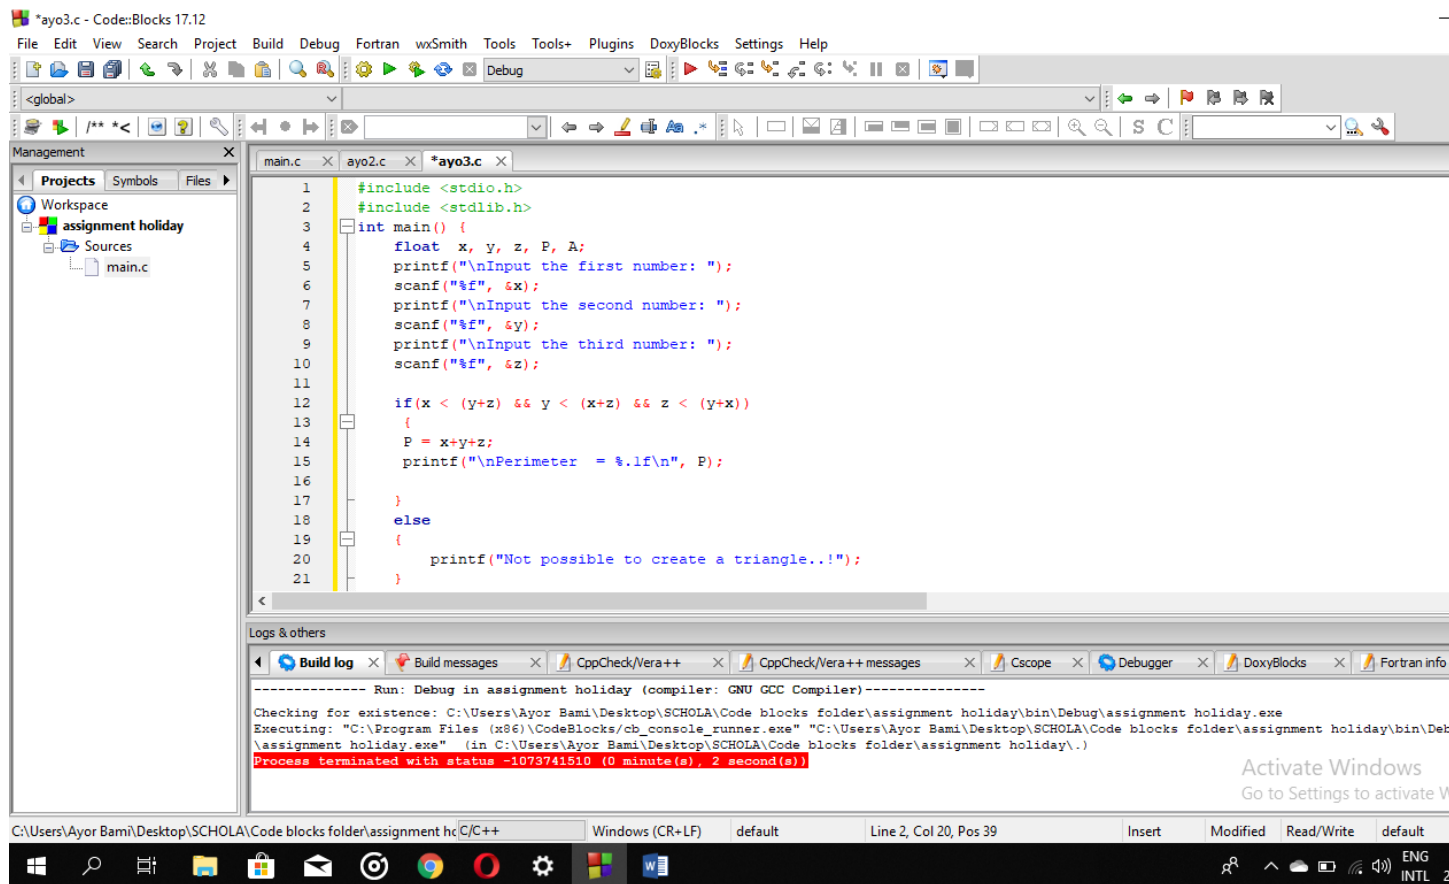 *ayo3.c - Code::Blocks 17.12
File Edit View Search Project Build Debug Fortran wxSmith Tools Tools+ Plugins DoxyBlocks Settings Help
Debug
<global>
/** *<
S C
Management
main.c ayo2.c *ayo3.c
Projects Symbols Files
Workspace
assignment holiday
Sources
main.c
1 #include <stdio.h>
2 #include <stdlib.h>
3 int main() {
4 float x, y, z, P, A;
5 printf("\nInput the first number: ");
6 scanf("%f", &x);
7 printf("\nInput the second number: ");
8 scanf("%f", &y);
9 printf("\nInput the third number: ");
10 scanf("%f", &z);
11
12 if(x < (y+z) && y < (x+z) && z < (y+x))
13 {
14 P = x+y+z;
15 printf("\nPerimeter = %.1f\n", P);
16
17 }
18 else
19 {
20 printf("Not possible to create a triangle..!");
21 }
Logs & others
Build log Build messages CppCheck/Vera++ CppCheck/Vera++ messages Cscope Debugger DoxyBlocks Fortran info
-------------- Run: Debug in assignment holiday (compiler: GNU GCC Compiler)---------------
Checking for existence: C:\Users\Ayor Bami\Desktop\SCHOLA\Code blocks folder\assignment holiday\bin\Debug\assignment holiday.exe
Executing: "C:\Program Files (x86)\CodeBlocks/cb_console_runner.exe" "C:\Users\Ayor Bami\Desktop\SCHOLA\Code blocks folder\assignment holiday\bin\Deb
\assignment holiday.exe" (in C:\Users\Ayor Bami\Desktop\SCHOLA\Code blocks folder\assignment holiday\.)
Process terminated with status -1073741510 (0 minute(s), 2 second(s))
Activate Windows
Go to Settings to activate W
C:\Users\Ayor Bami\Desktop\SCHOLA\Code blocks folder\assignment hc C/C++ Windows (CR+LF) default Line 2, Col 20, Pos 39 Insert Modified Read/Write default
ENG
INTL 2